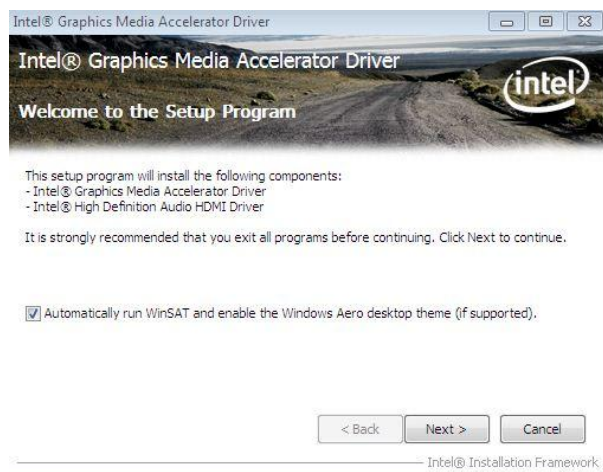 Intel® Graphics Media Accelerator Driver
Intel® Graphics Media Accelerator Driver
intel
Welcome to the Setup Program
This setup program will install the following components:
- Intel® Graphics Media Accelerator Driver
- Intel® High Definition Audio HDMI Driver
It is strongly recommended that you exit all programs before continuing. Click Next to continue.
Automatically run WinSAT and enable the Windows Aero desktop theme (if supported).
< Back Next > Cancel
Intel® Installation Framework